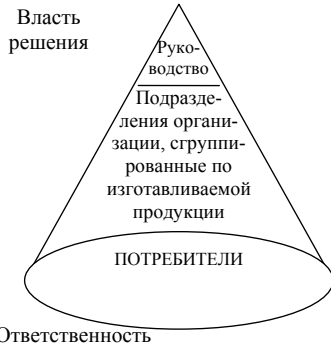 Власть
решения
Руко-
водство
Подразде-
ления органи-
зации, сгруппи-
рованные по
изготавливаемой
продукции
ПОТРЕБИТЕЛИ
Ответственность